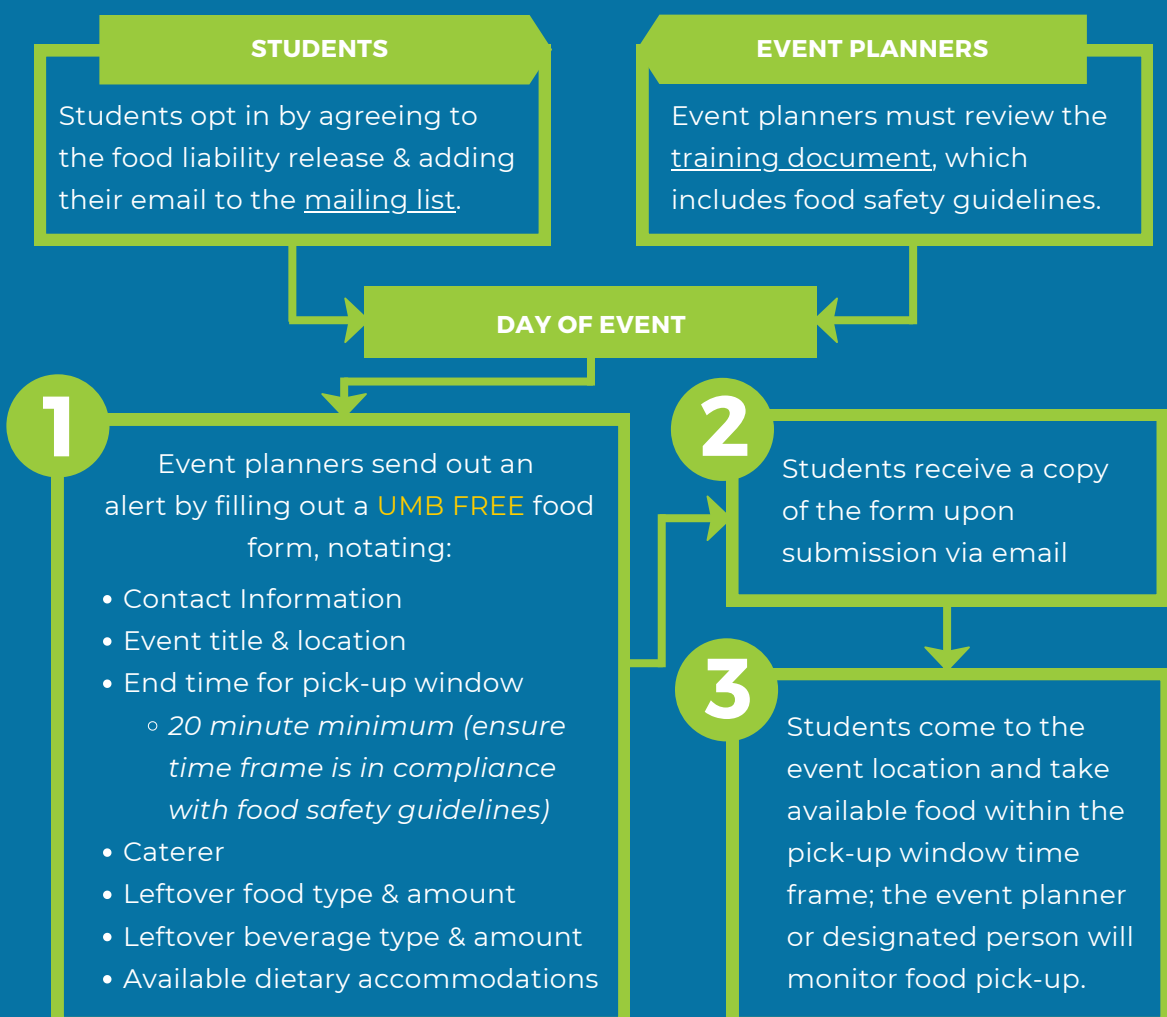 STUDENTS
Students opt in by agreeing to
the food liability release & adding
their email to the mailing list.
EVENT PLANNERS
Event planners must review the
training document, which
includes food safety guidelines.
DAY OF EVENT
1
Event planners send out an
alert by filling out a UMB FREE food
form, notating:
• Contact Information
• Event title & location
• End time for pick-up window
◦ 20 minute minimum (ensure
time frame is in compliance
with food safety guidelines)
• Caterer
• Leftover food type & amount
• Leftover beverage type & amount
• Available dietary accommodations
2
Students receive a copy
of the form upon
submission via email
3
Students come to the
event location and take
available food within the
pick-up window time
frame; the event planner
or designated person will
monitor food pick-up.